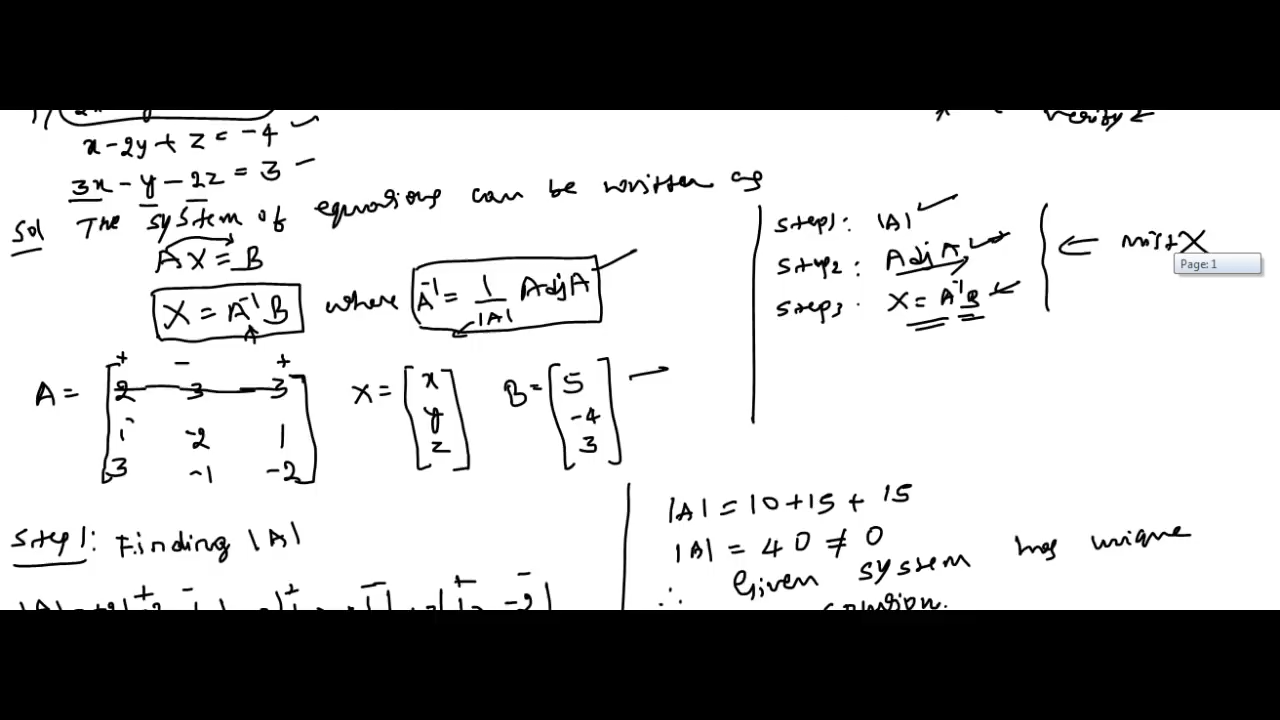 x - 2y + z = -4
3x - y - 2z = 3
Sol The system of equations can be written as
AX = B
X = A⁻¹B where A⁻¹ = 1/|A| AdjA
+ - +
A = [2 3 3
1 -2 1
3 -1 -2]
X = [x
y
z]
B = [5
-4
3]
Step1: Finding |A|
verify
Step1: |A|
Step2: Adj A
Step3: X = A⁻¹B
Page: 1
|A| = 10 + 15 + 15
|A| = 40 ≠ 0
∴ Given system has unique